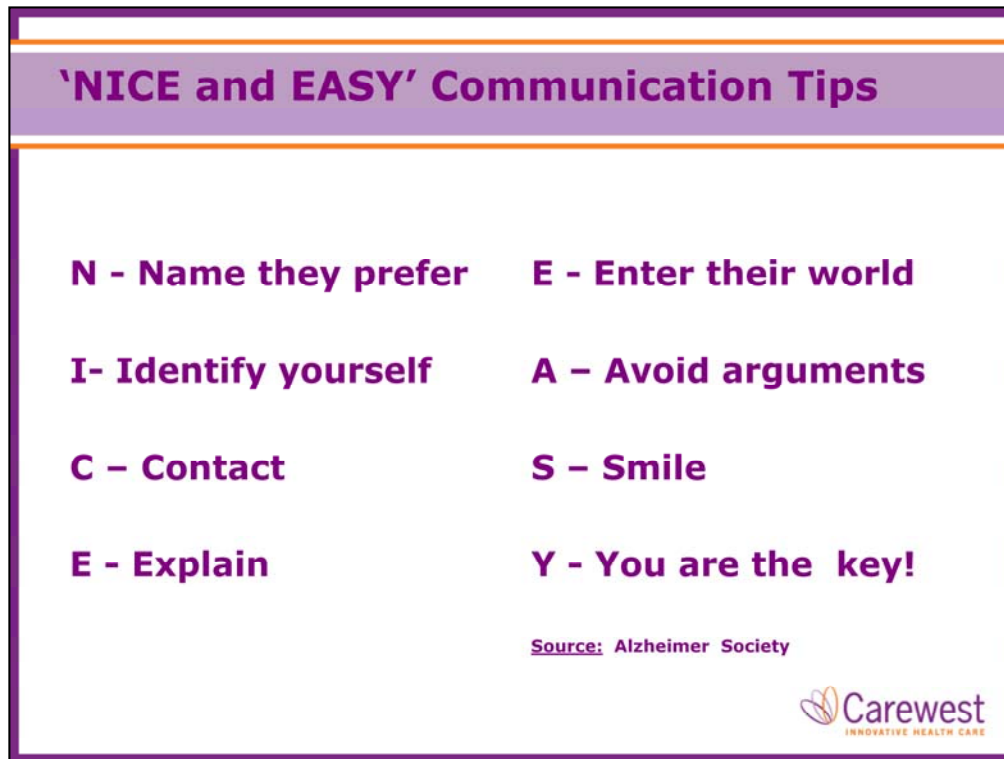 ‘NICE and EASY’ Communication Tips
N - Name they prefer
I- Identify yourself
C – Contact
E - Explain
E - Enter their world
A – Avoid arguments
S – Smile
Y - You are the  key!
Source: Alzheimer Society
Carewest
INNOVATIVE HEALTH CARE